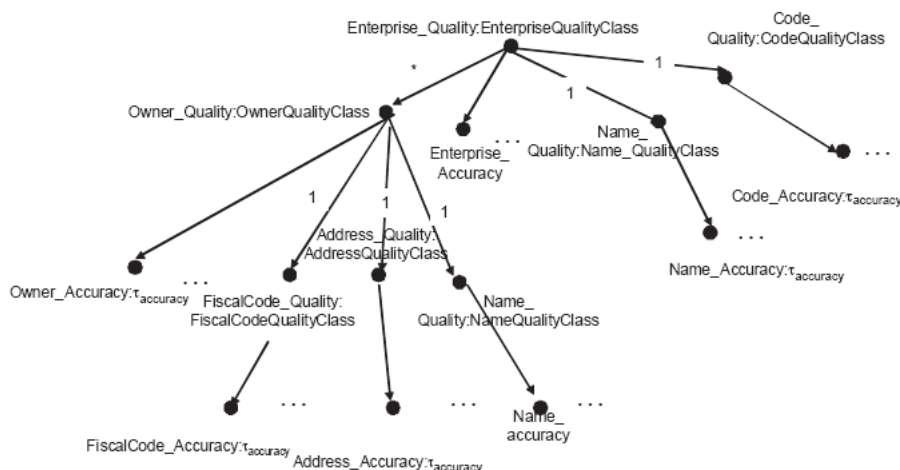 Enterprise_Quality:EnterpriseQualityClass
Code_
Quality:CodeQualityClass
*
1
1
Owner_Quality:OwnerQualityClass
Enterprise_
Accuracy
. . .
Name_
Quality:Name_QualityClass
. . .
Code_Accuracy:τaccuracy
1
1
1
Address_Quality:
AddressQualityClass
. . .
Name_Accuracy:τaccuracy
Owner_Accuracy:τaccuracy
. . .
FiscalCode_Quality:
FiscalCodeQualityClass
Name_
Quality:NameQualityClass
. . .
. . .
. . .
FiscalCode_Accuracy:τaccuracy
Address_Accuracy:τaccuracy
Name_
accuracy